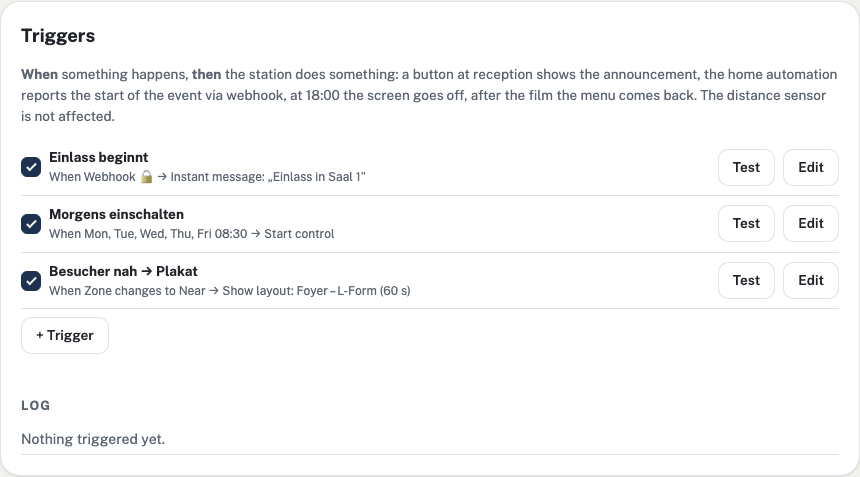 Triggers
When something happens, then the station does something: a button at reception shows the announcement, the home automation
reports the start of the event via webhook, at 18:00 the screen goes off, after the film the menu comes back. The distance sensor
is not affected.
Einlass beginnt
When Webhook 🔒 → Instant message: „Einlass in Saal 1"
Test
Edit
Morgens einschalten
When Mon, Tue, Wed, Thu, Fri 08:30 → Start control
Test
Edit
Besucher nah → Plakat
When Zone changes to Near → Show layout: Foyer – L-Form (60 s)
Test
Edit
+ Trigger
LOG
Nothing triggered yet.